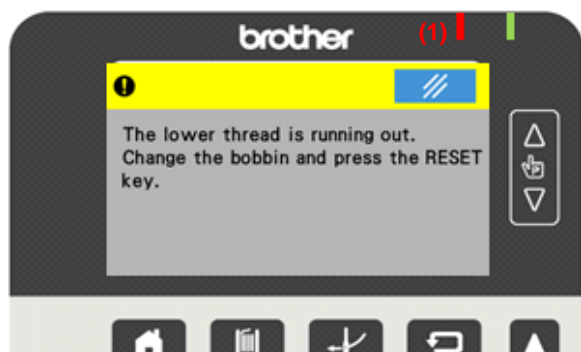 brother
(1)
The lower thread is running out.
Change the bobbin and press the RESET
key.